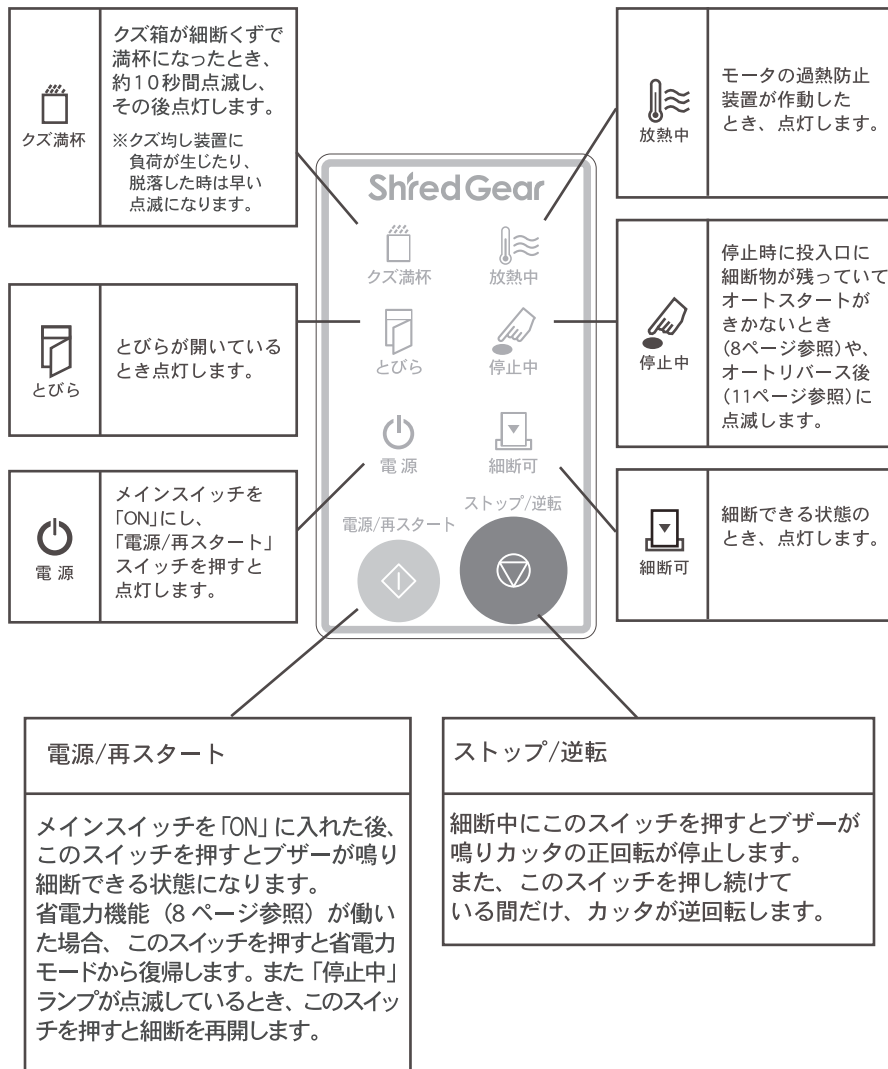 クズ満杯
クズ箱が細断くずで
満杯になったとき、
約10秒間点滅し、
その後点灯します。
※クズ均し装置に
負荷が生じたり、
脱落した時は早い
点滅になります。
とびら
とびらが開いている
とき点灯します。
電源
メインスイッチを
「ON」にし、
「電源/再スタート」
スイッチを押すと
点灯します。
ShredGear
クズ満杯
放熱中
とびら
停止中
電源
細断可
電源/再スタート
ストップ/逆転
放熱中
モータの過熱防止
装置が作動した
とき、点灯します。
停止中
停止時に投入口に
細断物が残っていて
オートスタートが
きかないとき
(8ページ参照)や、
オートリバース後
(11ページ参照)に
点滅します。
細断可
細断できる状態の
とき、点灯します。
電源/再スタート
メインスイッチを「ON」に入れた後、
このスイッチを押すとブザーが鳴り
細断できる状態になります。
省電力機能（8 ページ参照）が働い
た場合、このスイッチを押すと省電力
モードから復帰します。また「停止中」
ランプが点滅しているとき、このスイッ
チを押すと細断を再開します。
ストップ/逆転
細断中にこのスイッチを押すとブザーが
鳴りカッタの正回転が停止します。
また、このスイッチを押し続けて
いる間だけ、カッタが逆回転します。